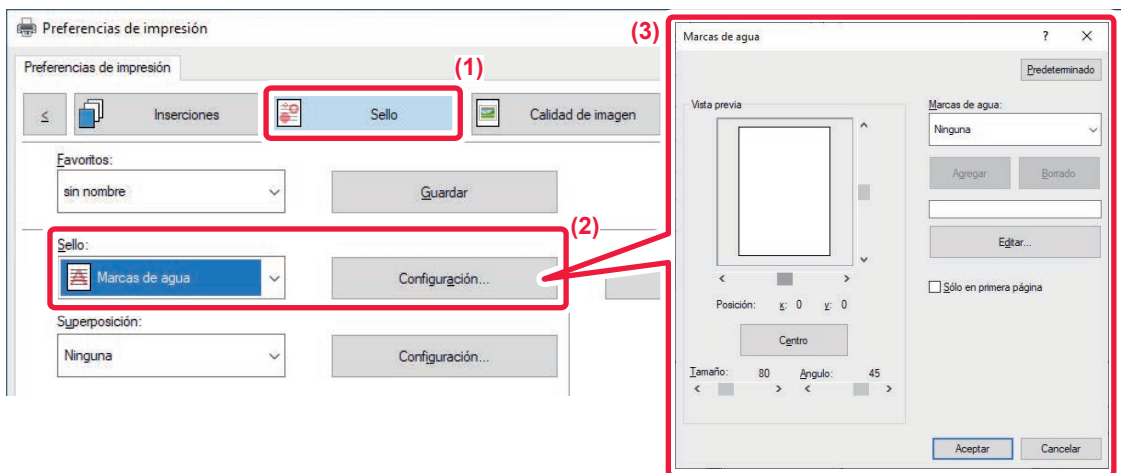 Preferencias de impresión
Preferencias de impresión
(1)
< Inserciones Sello Calidad de imagen
Favoritos:
sin nombre Guardar
(2)
Sello:
Marcas de agua Configuración...
Superposición:
Ninguna Configuración...
(3)
Marcas de agua ? X
Predeterminado
Vista previa
Marcas de agua:
Ninguna
Agregar Borrado
Editar...
Sólo en primera página
Posición: x: 0 y: 0
Centro
Tamaño: 80 Angulo: 45
Aceptar Cancelar